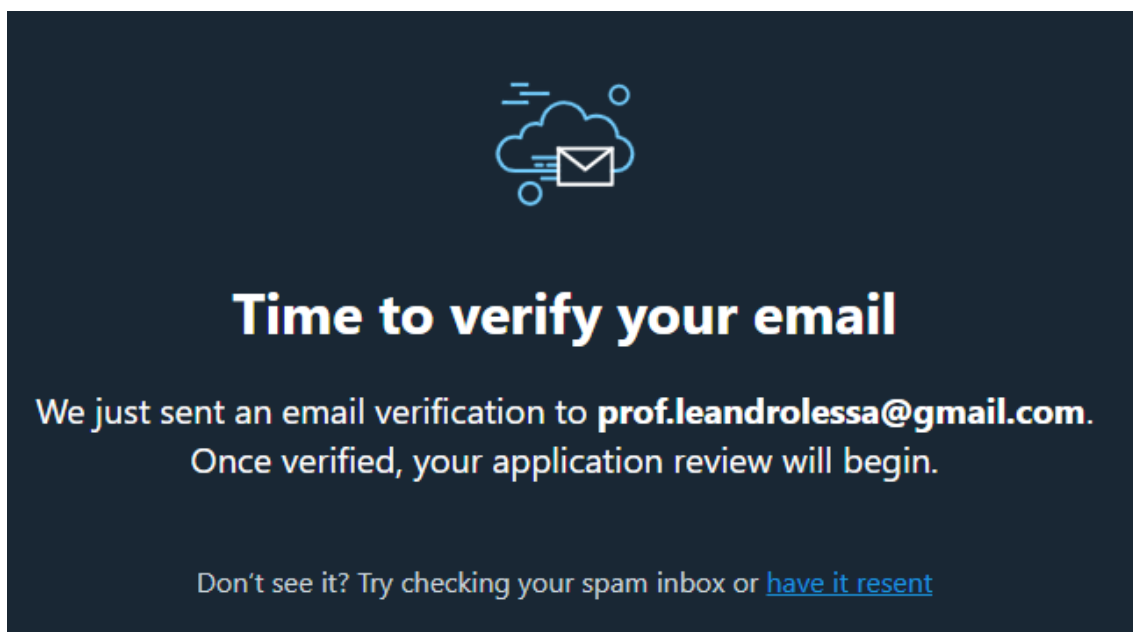 Time to verify your email
We just sent an email verification to prof.leandrolessa@gmail.com.
Once verified, your application review will begin.
Don't see it? Try checking your spam inbox or have it resent